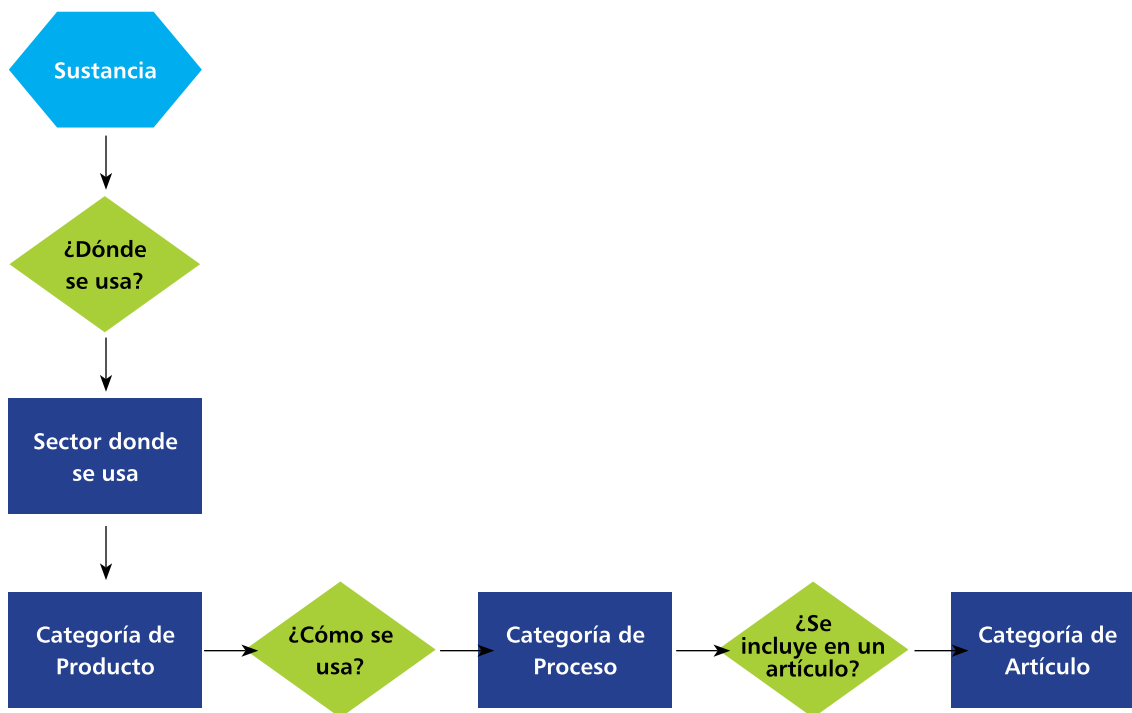 Sustancia
¿Dónde
se usa?
Sector donde
se usa
Categoría de
Producto
¿Cómo se
usa?
Categoría de
Proceso
¿Se
incluye en un
artículo?
Categoría de
Artículo